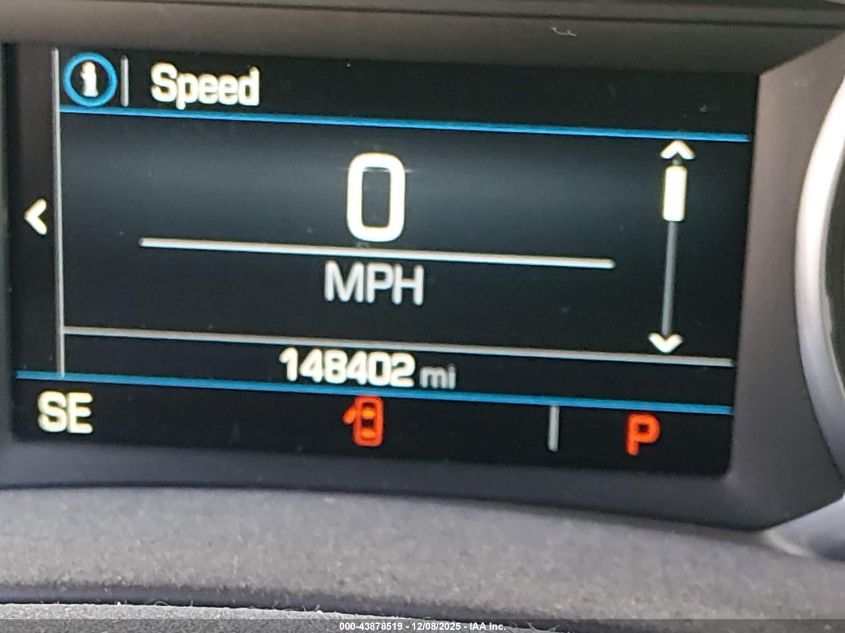 i | Speed
0
MPH
148402 mi
SE | P
000-43878519 - 12/08/2025 - IAA Inc.